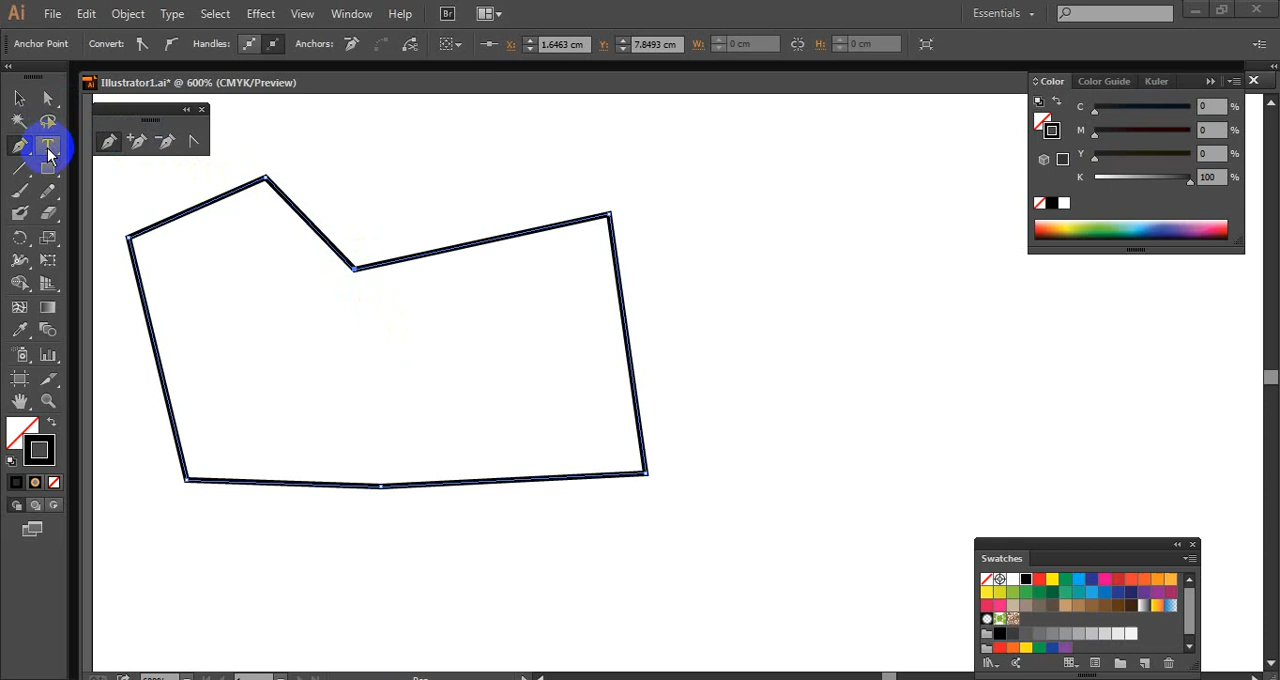 Ai File Edit Object Type Select Effect View Window Help Br Essentials
Anchor Point Convert: Handles: Anchors: X: 1.6463 cm Y: 7.8493 cm W: 0 cm H: 0 cm
Illustrator1.ai* @ 600% (CMYK/Preview)
Color Color Guide Kuler
C 0 %
M 0 %
Y 0 %
K 100 %
T
Swatches